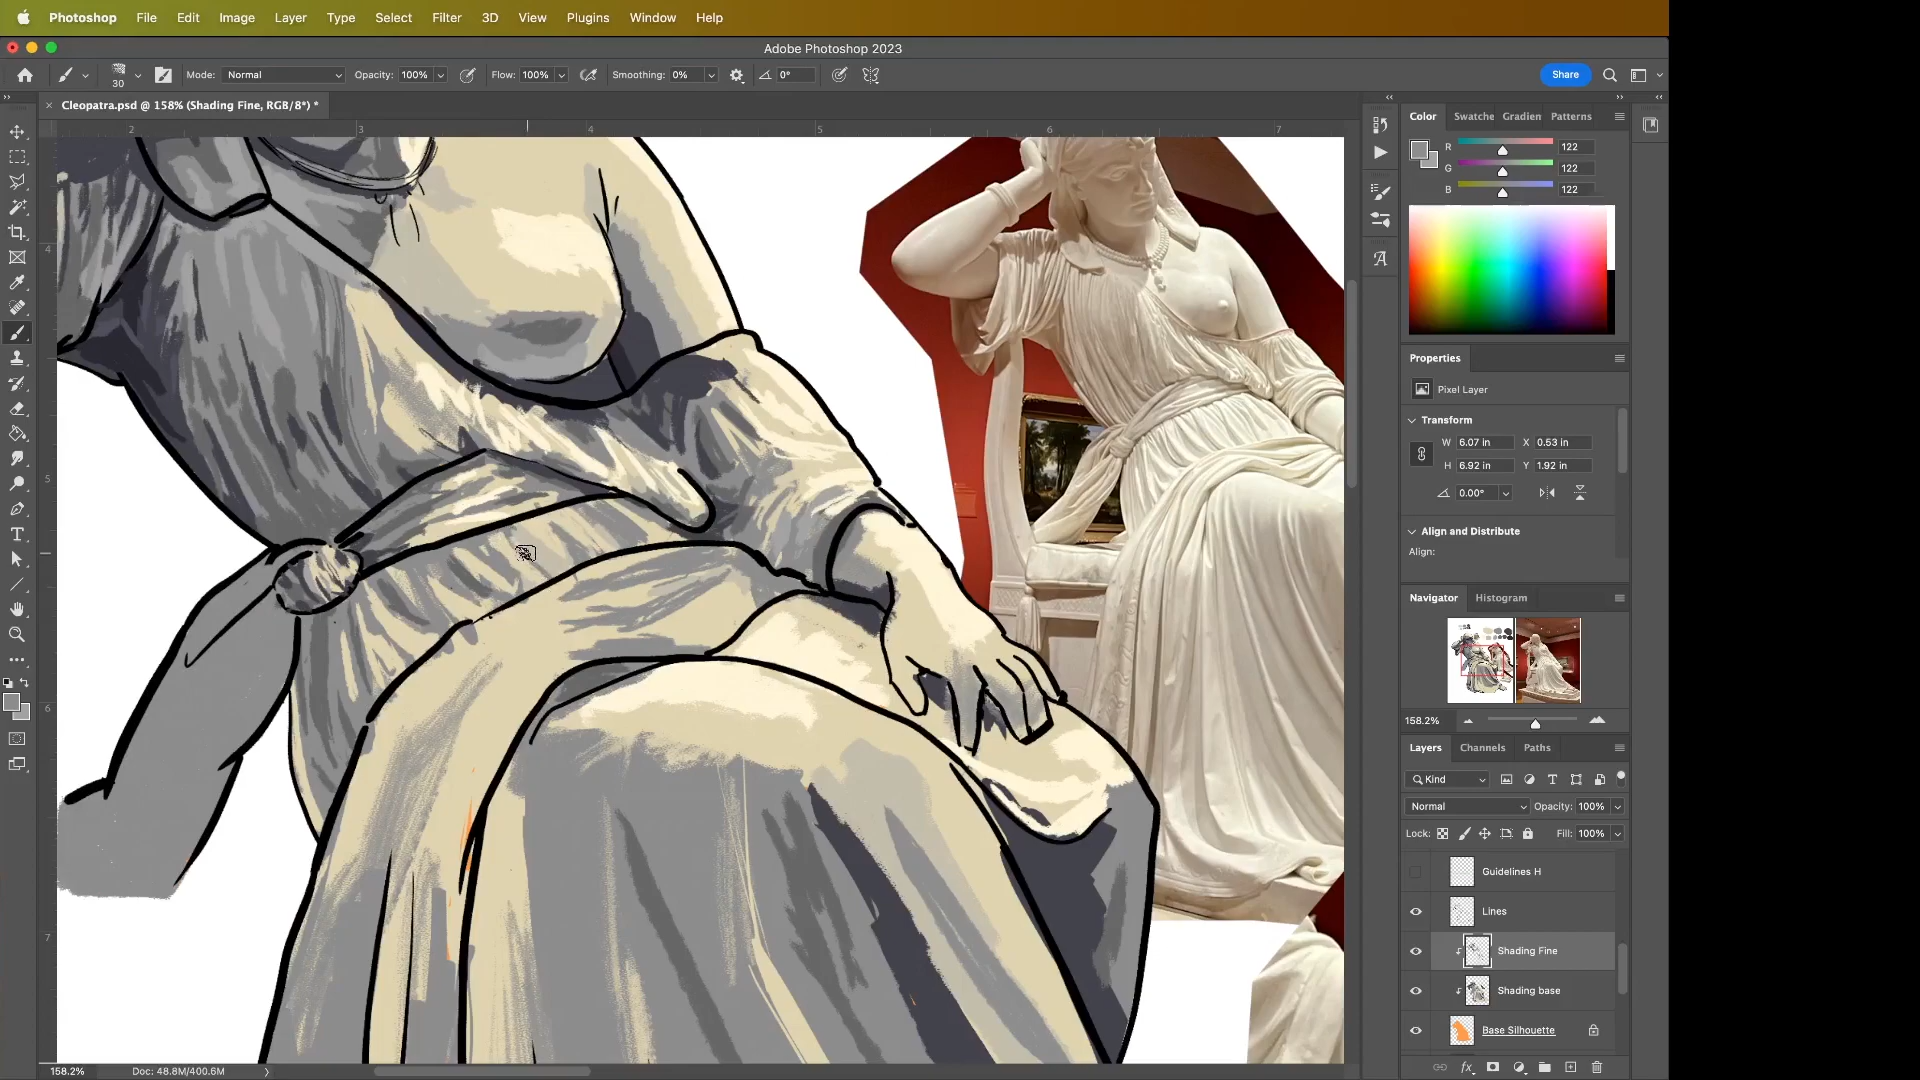 Photoshop File Edit Image Layer Type Select Filter 3D View Plugins Window Help
Adobe Photoshop 2023
30 Mode: Normal Opacity: 100% Flow: 100% Smoothing: 0% 0° Share
× Cleopatra.psd @ 158% (Shading Fine, RGB/8*) *
2 3 4 5 6 7
4
5
6
7
Color Swatche Gradien Patterns
R 122
G 122
B 122
Properties
Pixel Layer
Transform
W 6.07 in X 0.53 in
H 6.92 in Y 1.92 in
0.00°
Align and Distribute
Align:
Navigator Histogram
158.2%
Layers Channels Paths
Kind
Normal Opacity: 100%
Lock: Fill: 100%
Guidelines H
Lines
Shading Fine
Shading base
Base Silhouette
fx
158.2% Doc: 48.8M/400.6M